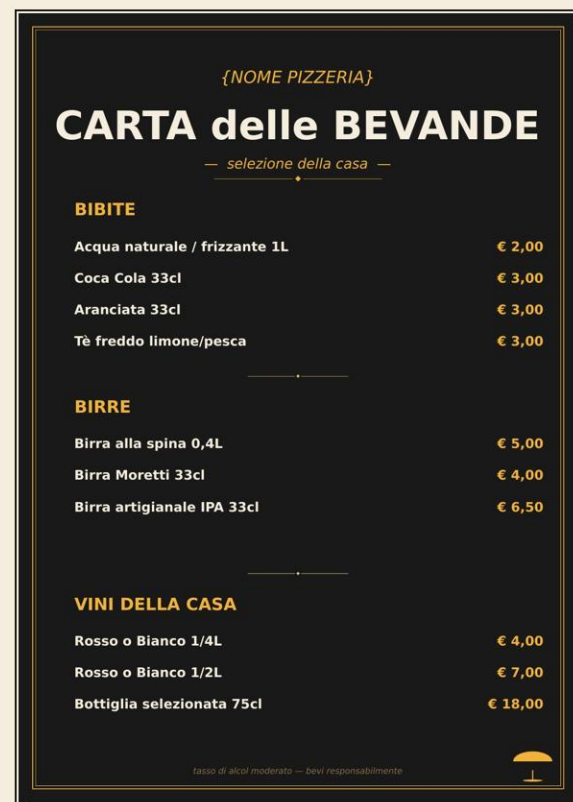 {NOME PIZZERIA}
CARTA delle BEVANDE
— selezione della casa —
BIBITE
Acqua naturale / frizzante 1L € 2,00
Coca Cola 33cl € 3,00
Aranciata 33cl € 3,00
Tè freddo limone/pesca € 3,00
BIRRE
Birra alla spina 0,4L € 5,00
Birra Moretti 33cl € 4,00
Birra artigianale IPA 33cl € 6,50
VINI DELLA CASA
Rosso o Bianco 1/4L € 4,00
Rosso o Bianco 1/2L € 7,00
Bottiglia selezionata 75cl € 18,00
tasso di alcol moderato — bevi responsabilmente